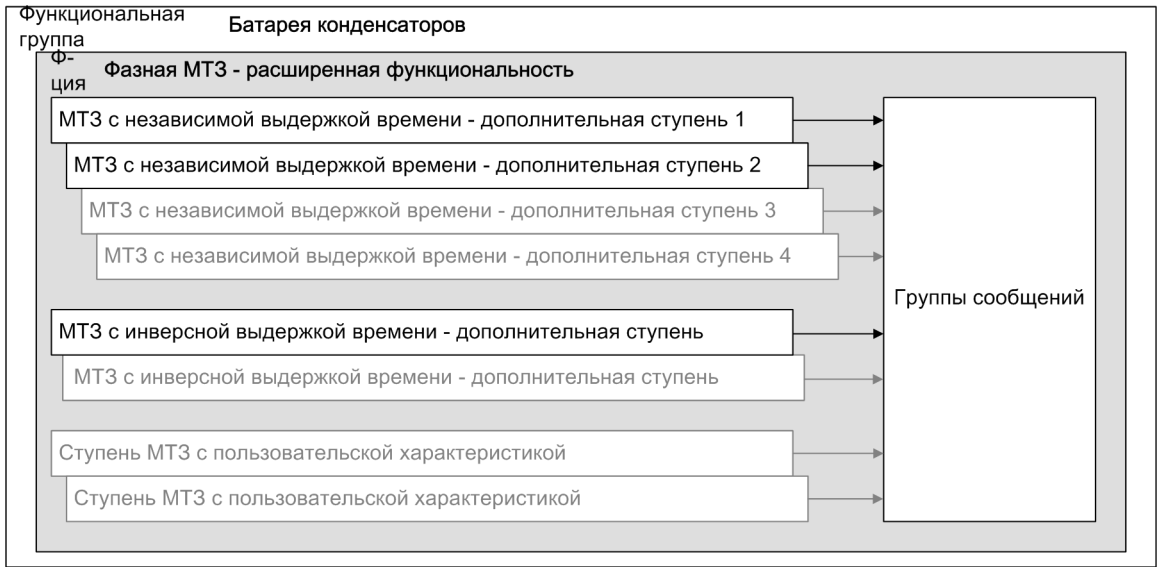 Функциональная
группа
Батарея конденсаторов
Ф-
ция
Фазная МТЗ - расширенная функциональность
МТЗ с независимой выдержкой времени - дополнительная ступень 1
МТЗ с независимой выдержкой времени - дополнительная ступень 2
МТЗ с независимой выдержкой времени - дополнительная ступень 3
МТЗ с независимой выдержкой времени - дополнительная ступень 4
Группы сообщений
МТЗ с инверсной выдержкой времени - дополнительная ступень
МТЗ с инверсной выдержкой времени - дополнительная ступень
Ступень МТЗ с пользовательской характеристикой
Ступень МТЗ с пользовательской характеристикой